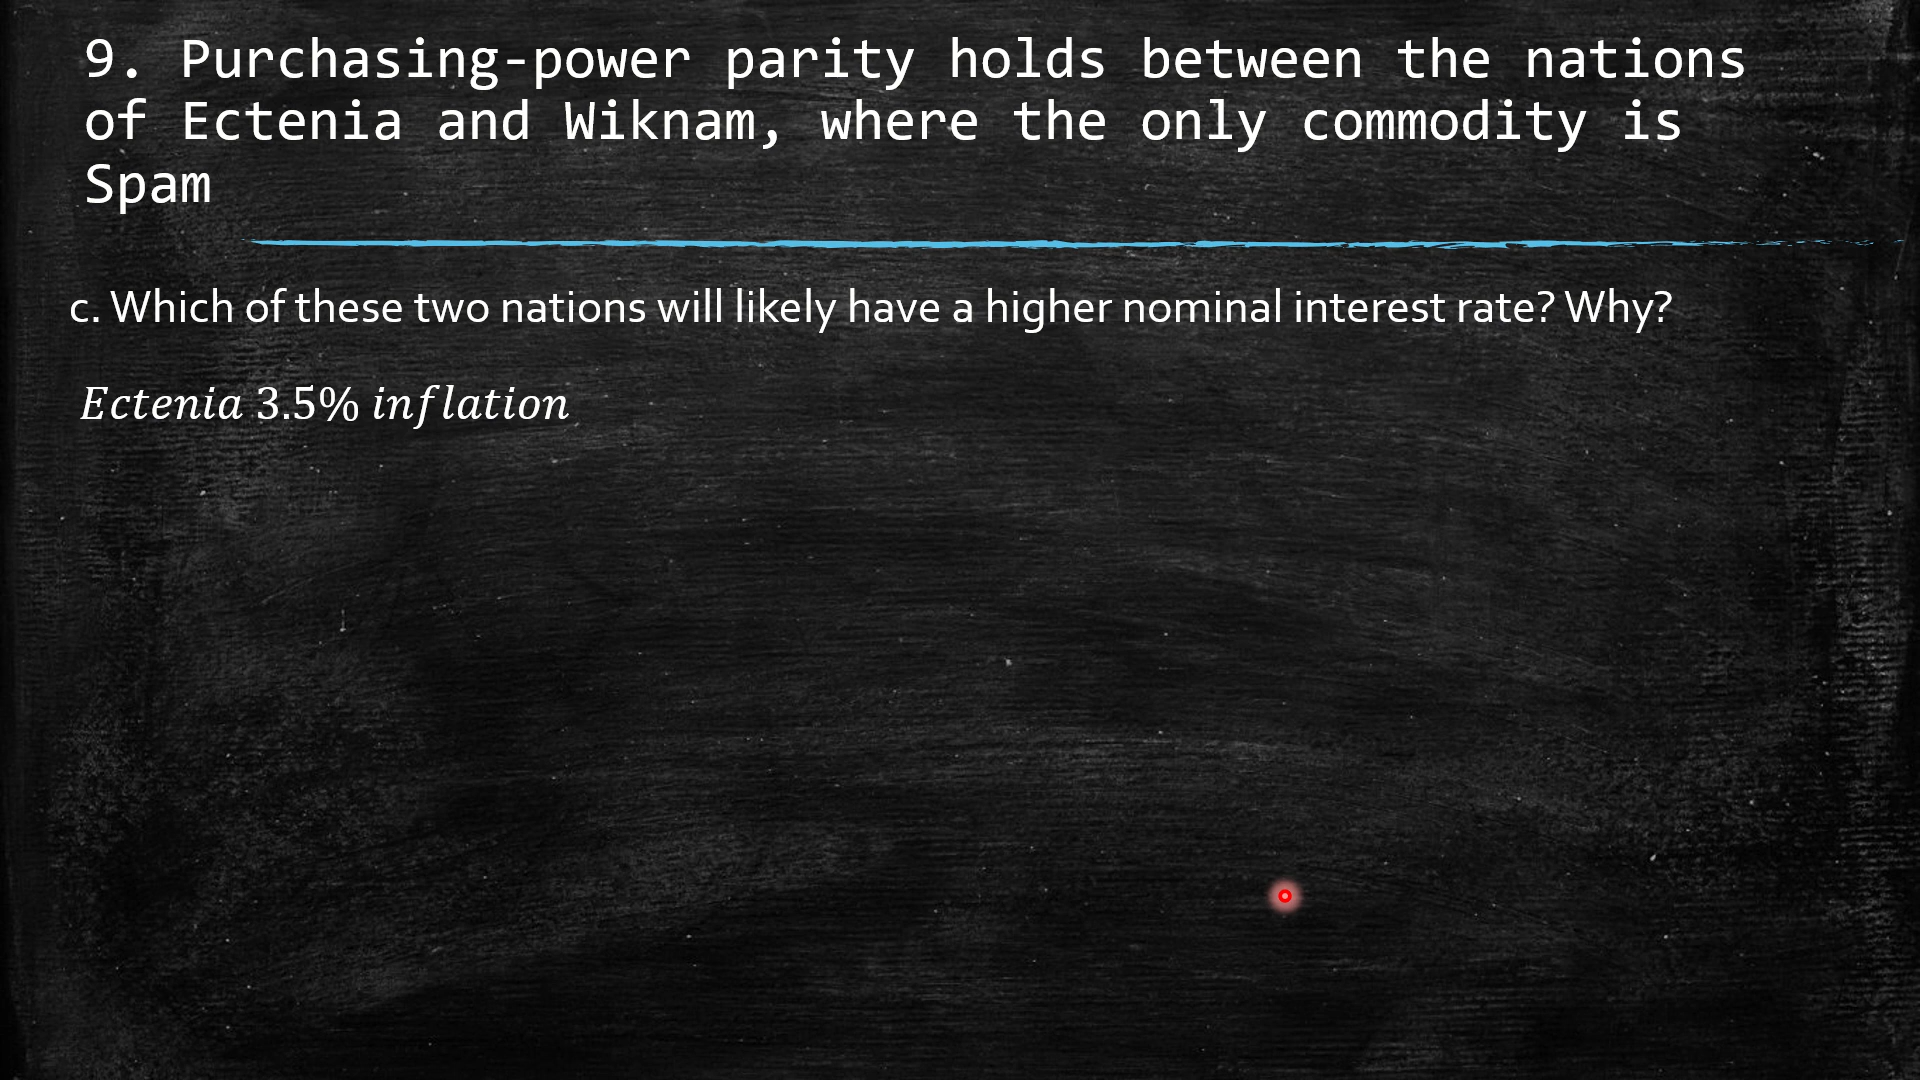 9. Purchasing-power parity holds between the nations
of Ectenia and Wiknam, where the only commodity is
Spam
c. Which of these two nations will likely have a higher nominal interest rate? Why?
Ectenia 3.5% inflation